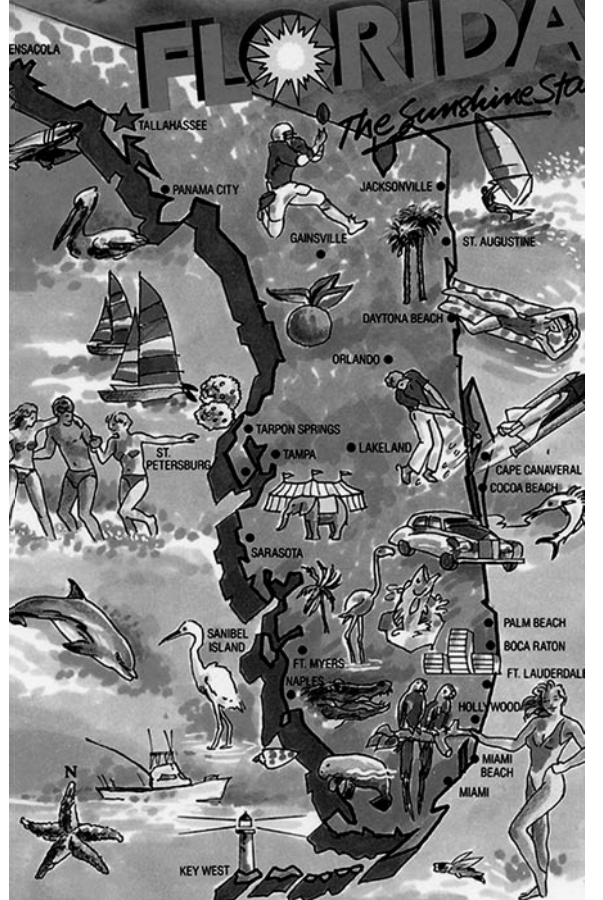 FLORIDA
The Sunshine Sta
ENSACOLA
TALLAHASSEE
PANAMA CITY
JACKSONVILLE
GAINSVILLE
ST. AUGUSTINE
DAYTONA BEACH
ORLANDO
TARPON SPRINGS
ST.
PETERSBURG
TAMPA
LAKELAND
CAPE CANAVERAL
COCOA BEACH
SARASOTA
PALM BEACH
SANIBEL
ISLAND
BOCA RATON
FT. MYERS
FT. LAUDERDALE
NAPLES
HOLLYWOOD
MIAMI
BEACH
N
MIAMI
KEY WEST